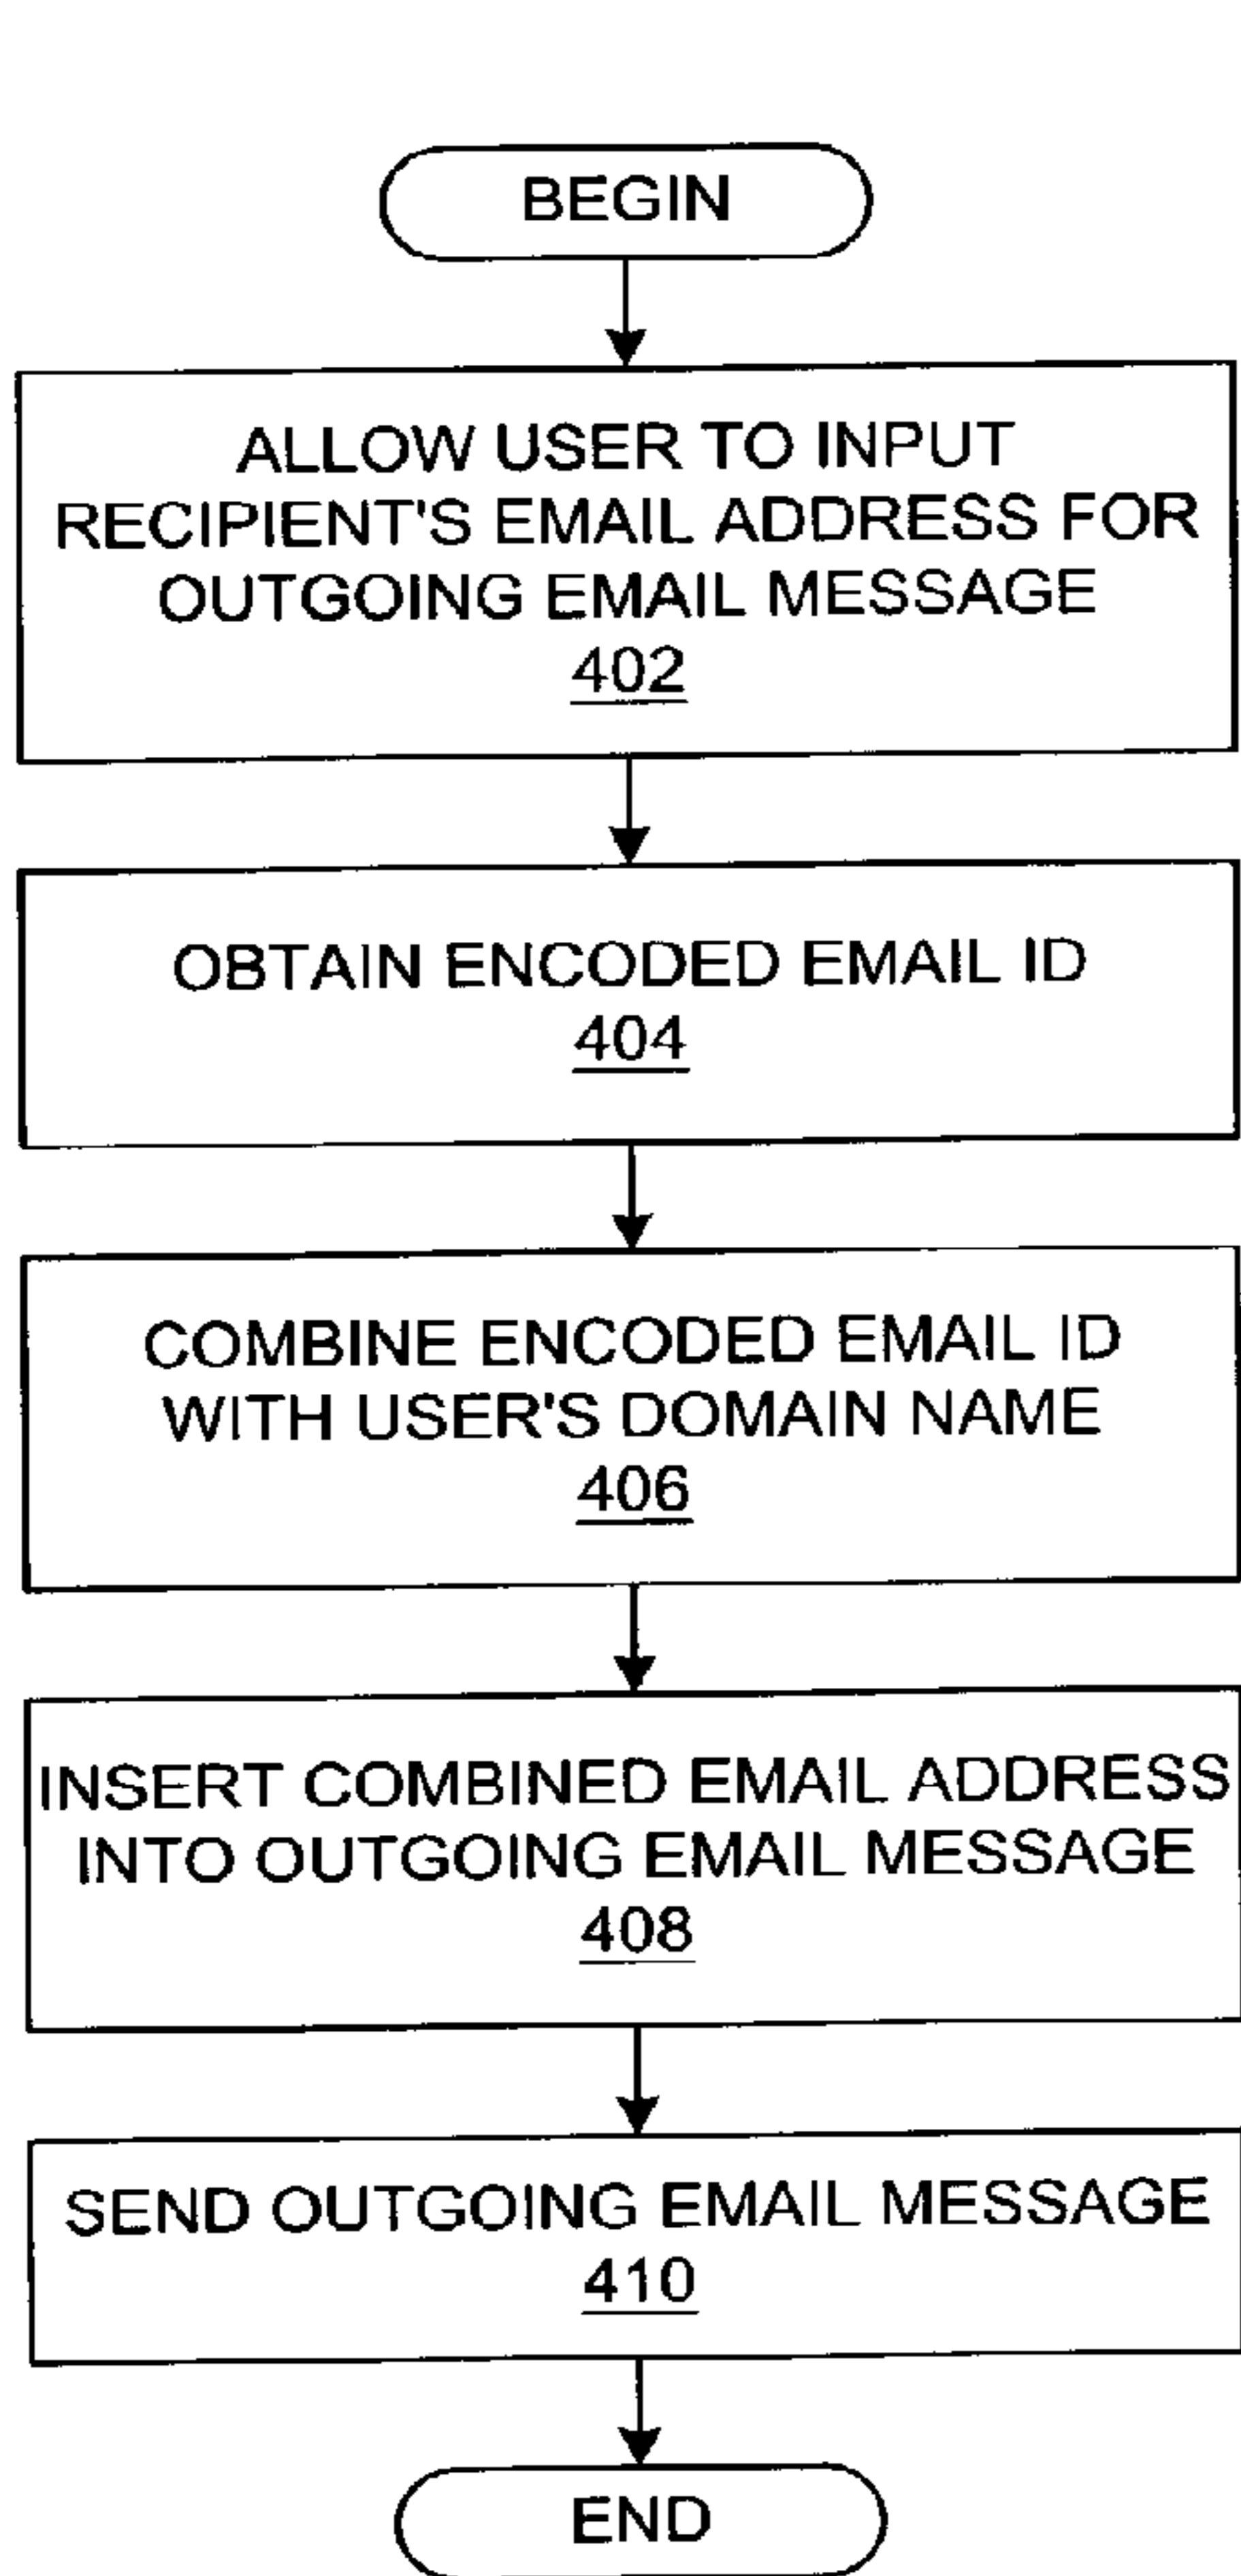 BEGIN
ALLOW USER TO INPUT
RECIPIENT'S EMAIL ADDRESS FOR
OUTGOING EMAIL MESSAGE
402
OBTAIN ENCODED EMAIL ID
404
COMBINE ENCODED EMAIL ID
WITH USER'S DOMAIN NAME
406
INSERT COMBINED EMAIL ADDRESS
INTO OUTGOING EMAIL MESSAGE
408
SEND OUTGOING EMAIL MESSAGE
410
END